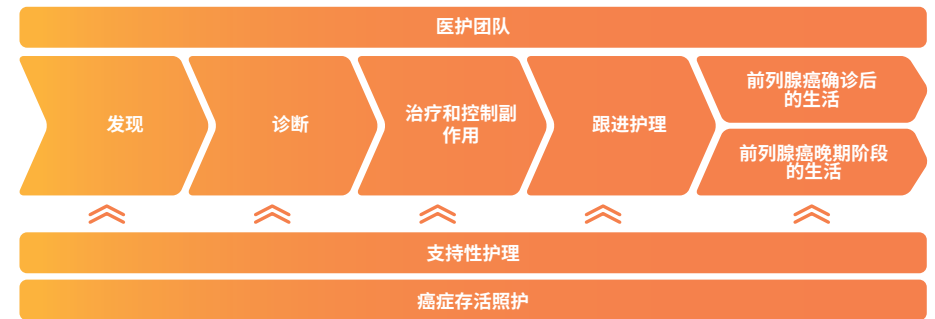 医护团队
发现
诊断
治疗和控制副
作用
跟进护理
前列腺癌确诊后
的生活
前列腺癌晚期阶段
的生活
支持性护理
癌症存活照护